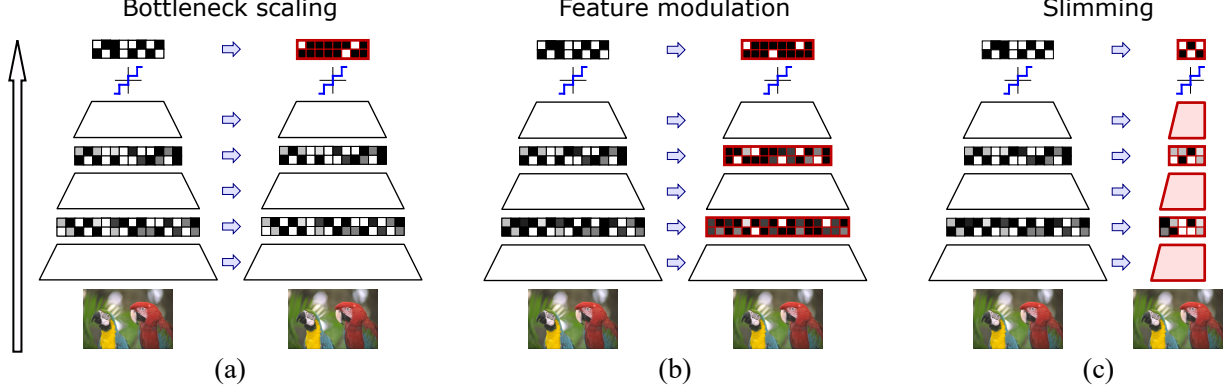 Bottleneck scaling
Feature modulation
Slimming
(a)
(b)
(c)